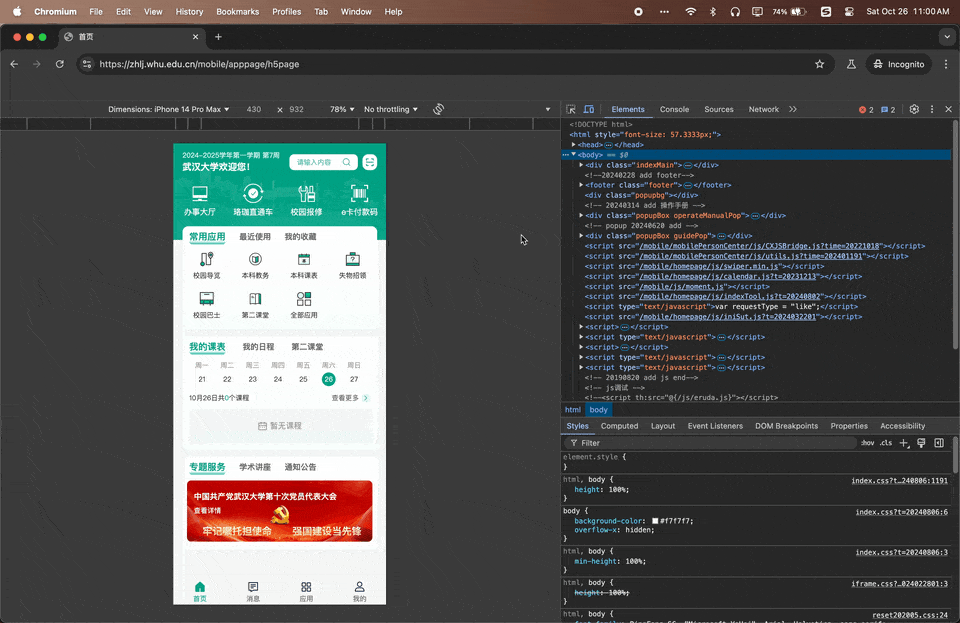 Chromium File Edit View History Bookmarks Profiles Tab Window Help 74% S Sat Oct 26 11:00 AM
首页
https://zhlj.whu.edu.cn/mobile/apppage/h5page Incognito
Dimensions: iPhone 14 Pro Max 430 × 932 78% No throttling
Elements Console Sources Network 2 2
2024-2025学年第一学期 第7周
武汉大学欢迎您!
请输入内容
办事大厅 珞珈直通车 校园报修 e卡付款码
常用应用 最近使用 我的收藏
校园导览 本科教务 本科课表 失物招领
校园巴士 第二课堂 全部应用
我的课表 我的日程 第二课堂
周一 周二 周三 周四 周五 周六 周日
21 22 23 24 25 26 27
10月26日共0个课程 查看更多
暂无课程
专题服务 学术讲座 通知公告
中国共产党武汉大学第十次党员代表大会
查看详情
牢记嘱托担使命 强国建设当先锋
首页 消息 应用 我的
<!DOCTYPE html>
<html style="font-size: 57.3333px;">
<head>⋯</head>
⋯<body> == $0
<div class="indexMain">⋯</div>
<!--20240228 add footer-->
<footer class="footer">⋯</footer>
<div class="popupbg"></div>
<!-- 20240314 add 操作手册 -->
<div class="popupBox operateManualPop">⋯</div>
<!-- popup 20240620 add -->
<div class="popupBox guidePop">⋯</div>
<script src="/mobile/mobilePersonCenter/js/CXJSBridge.js?time=20221018"></script>
<script src="/mobile/mobilePersonCenter/js/utils.js?time=202401191"></script>
<script src="/mobile/homepage/js/swiper.min.js"></script>
<script src="/mobile/homepage/js/calendar.js?t=20231213"></script>
<script src="/mobile/js/moment.js"></script>
<script src="/mobile/homepage/js/indexTool.js?t=20240802"></script>
<script type="text/javascript">var requestType = "like";</script>
<script src="/mobile/homepage/js/iniSut.js?t=2024032201"></script>
<script>⋯</script>
<script type="text/javascript">⋯</script>
<script>⋯</script>
<script type="text/javascript">⋯</script>
<script type="text/javascript">⋯</script>
<!-- 20190820 add js end-->
<!-- js调试 -->
<!--<script th:src="@{/js/eruda.js}"></script>
html body
Styles Computed Layout Event Listeners DOM Breakpoints Properties Accessibility
Filter :hov .cls
element.style {
}
html, body { index.css?t…240806:1191
height: 100%;
}
body { index.css?t=20240806:6
background-color: #f7f7f7;
overflow-x: hidden;
}
html, body { index.css?t=20240806:3
min-height: 100%;
}
html, body { iframe.css?…024022801:3
height: 100%;
}
html, body { reset202005.css:24